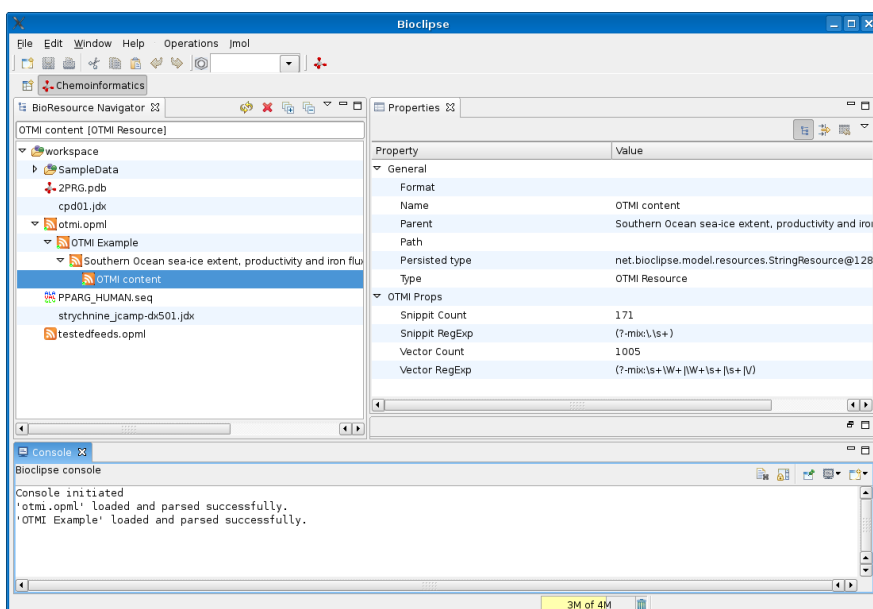 Bioclipse
File Edit Window Help Operations Jmol
Chemoinformatics
BioResource Navigator
OTMI content [OTMI Resource]
workspace
SampleData
2PRG.pdb
cpd01.jdx
otmi.opml
OTMI Example
Southern Ocean sea-ice extent, productivity and iron flu
OTMI content
PPARG_HUMAN.seq
strychnine_jcamp-dx501.jdx
testedfeeds.opml
Properties
Property Value
General
Format
Name OTMI content
Parent Southern Ocean sea-ice extent, productivity and iro
Path
Persisted type net.bioclipse.model.resources.StringResource@128
Type OTMI Resource
OTMI Props
Snippit Count 171
Snippit RegExp (?-mix:\.\s+)
Vector Count 1005
Vector RegExp (?-mix:\s+\W+|\W+\s+|\s+|\/)
Console
Bioclipse console
Console initiated
'otmi.opml' loaded and parsed successfully.
'OTMI Example' loaded and parsed successfully.
3M of 4M